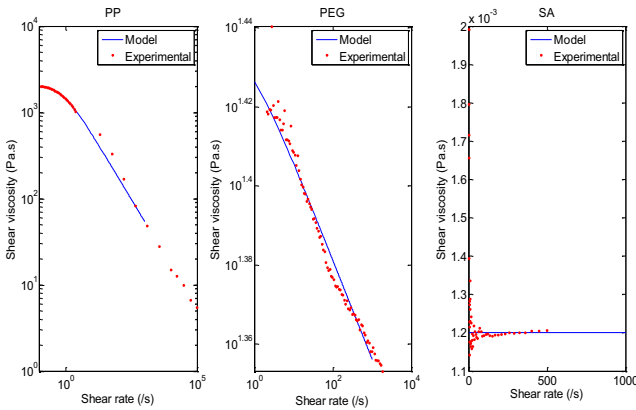 PP
PEG
SA
Model
Experimental
Model
Experimental
Model
Experimental
Shear viscosity (Pa.s)
10^4
10^3
10^2
10^1
10^0
10^0
10^5
Shear rate (/s)
Shear viscosity (Pa.s)
10^1.44
10^1.42
10^1.4
10^1.38
10^1.36
10^0
10^2
10^4
Shear rate (/s)
x 10^-3
Shear viscosity (Pa.s)
2
1.9
1.8
1.7
1.6
1.5
1.4
1.3
1.2
1.1
0
500
1000
Shear rate (/s)